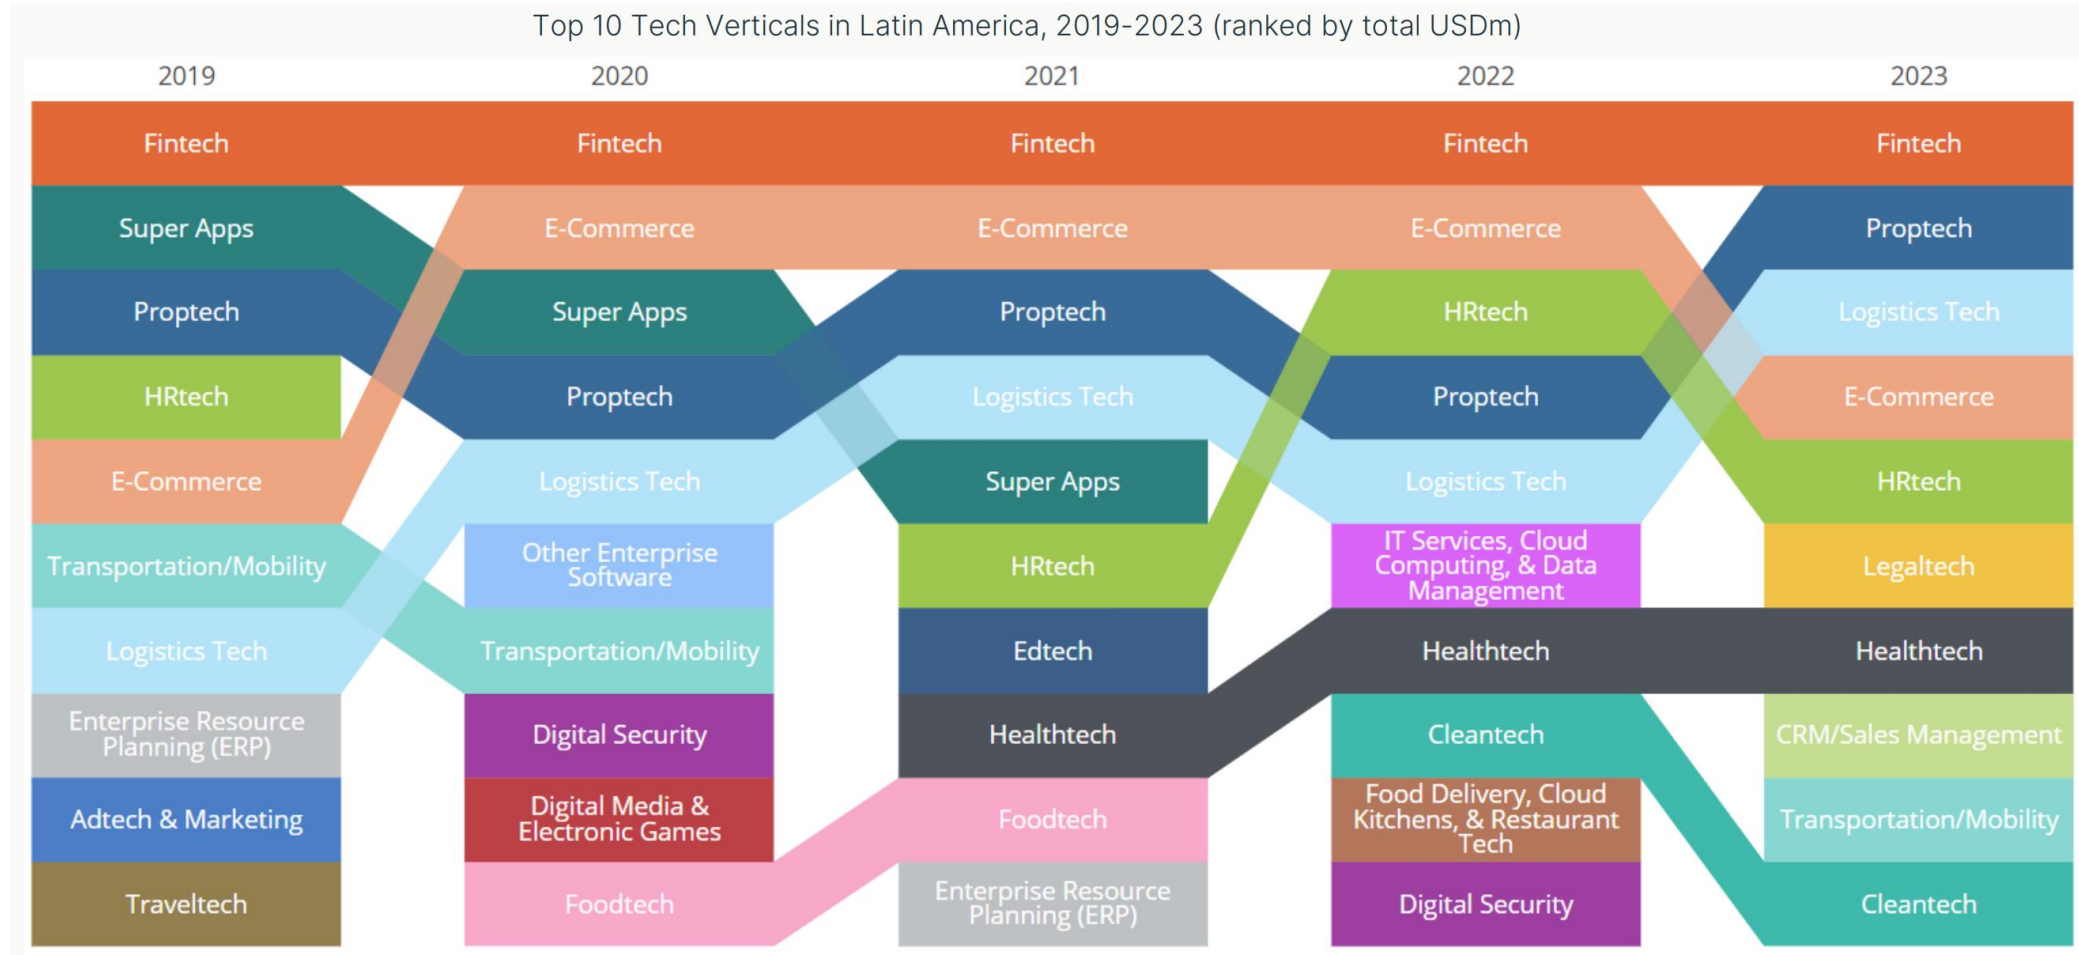 Top 10 Tech Verticals in Latin America, 2019-2023 (ranked by total USDm)
2019
2020
2021
2022
2023
Fintech
Fintech
Fintech
Fintech
Fintech
Super Apps
E-Commerce
E-Commerce
E-Commerce
Proptech
Proptech
Super Apps
Proptech
HRtech
Logistics Tech
HRtech
Proptech
Logistics Tech
Proptech
E-Commerce
E-Commerce
Logistics Tech
Super Apps
Logistics Tech
HRtech
Transportation/Mobility
Other Enterprise
Software
HRtech
IT Services, Cloud
Computing, & Data
Management
Legaltech
Logistics Tech
Transportation/Mobility
Edtech
Healthtech
Healthtech
Enterprise Resource
Planning (ERP)
Digital Security
Healthtech
Cleantech
CRM/Sales Management
Adtech & Marketing
Digital Media &
Electronic Games
Foodtech
Food Delivery, Cloud
Kitchens, & Restaurant
Tech
Transportation/Mobility
Traveltech
Foodtech
Enterprise Resource
Planning (ERP)
Digital Security
Cleantech